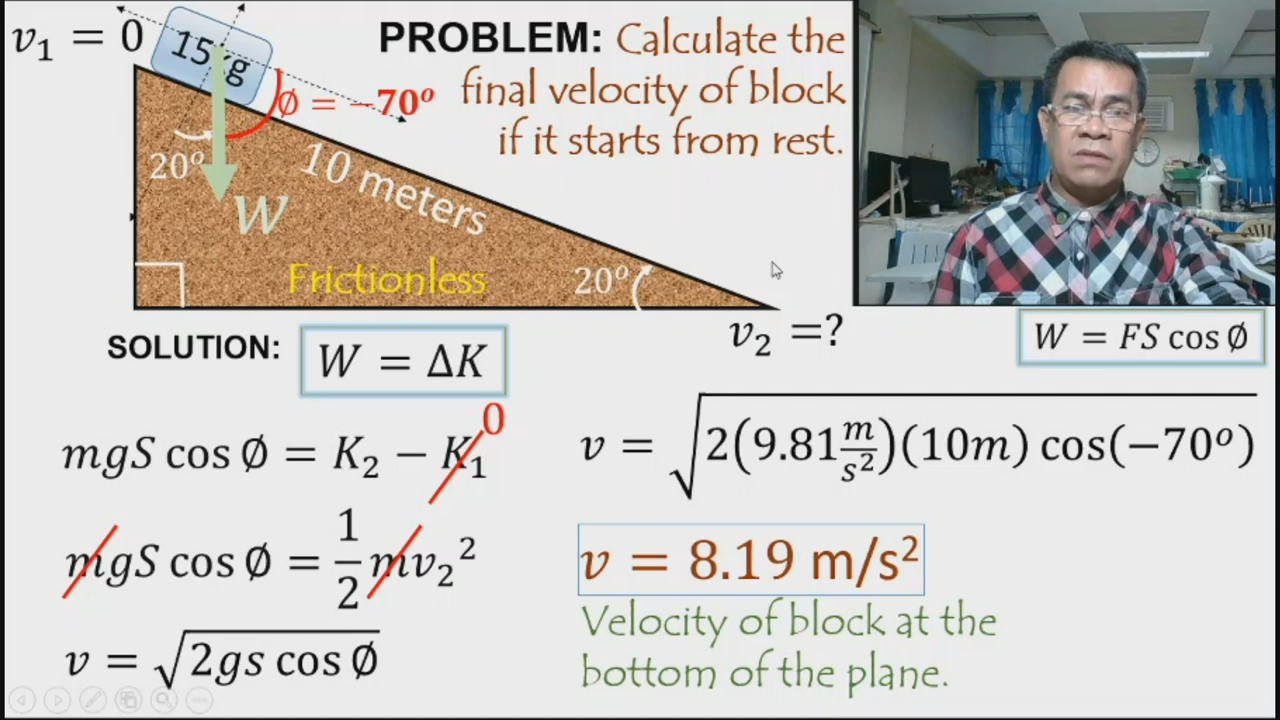 v₁ = 0
15kg
PROBLEM: Calculate the
final velocity of block
if it starts from rest.
∅ = −70°
20°
W
10 meters
Frictionless
20°
v₂ =?
SOLUTION:
W = ΔK
W = FS cos ∅
0
mgS cos ∅ = K₂ − K₁
mgS cos ∅ = 1/2 mv₂²
v = √2gs cos ∅
v = √2(9.81 m/s²)(10m) cos(−70°)
v = 8.19 m/s²
Velocity of block at the
bottom of the plane.